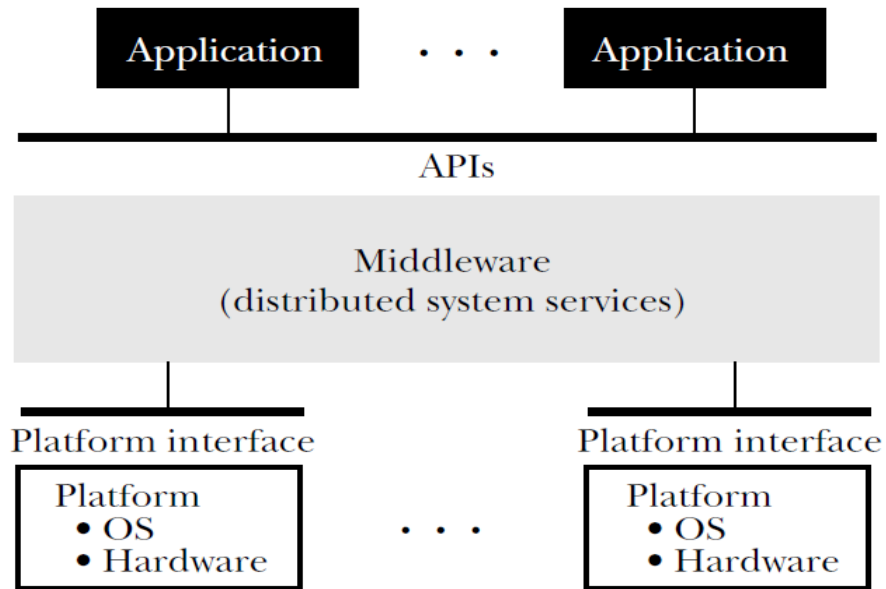 Application . . . Application
APIs
Middleware
(distributed system services)
Platform interface Platform interface
Platform Platform
• OS . . . • OS
• Hardware • Hardware